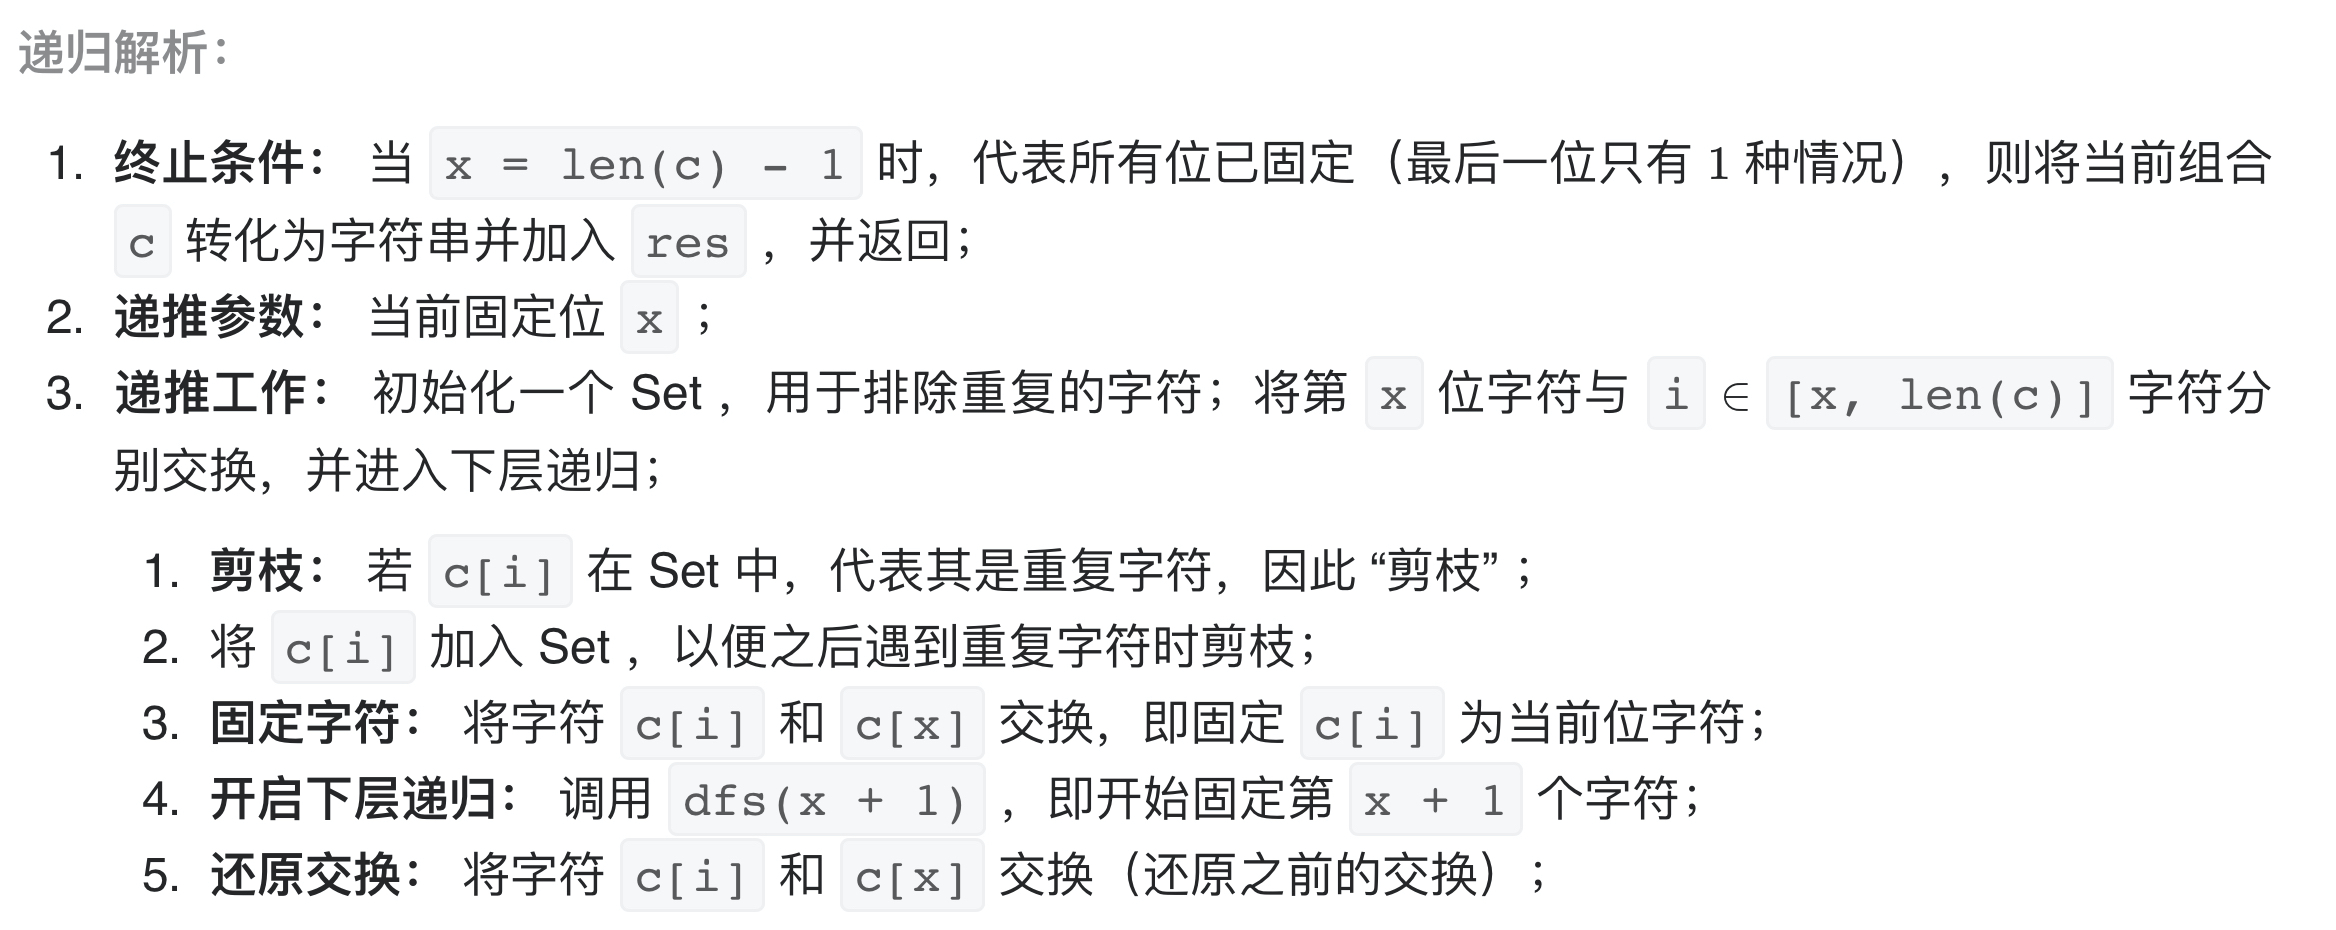 递归解析：
1. 终止条件： 当 x = len(c) - 1 时，代表所有位已固定（最后一位只有 1 种情况），则将当前组合
c 转化为字符串并加入 res ，并返回；
2. 递推参数： 当前固定位 x ；
3. 递推工作： 初始化一个 Set ，用于排除重复的字符；将第 x 位字符与 i ∈ [x, len(c)] 字符分
别交换，并进入下层递归；
1. 剪枝： 若 c[i] 在 Set 中，代表其是重复字符，因此 “剪枝” ；
2. 将 c[i] 加入 Set ，以便之后遇到重复字符时剪枝；
3. 固定字符： 将字符 c[i] 和 c[x] 交换，即固定 c[i] 为当前位字符；
4. 开启下层递归： 调用 dfs(x + 1) ，即开始固定第 x + 1 个字符；
5. 还原交换： 将字符 c[i] 和 c[x] 交换（还原之前的交换）；